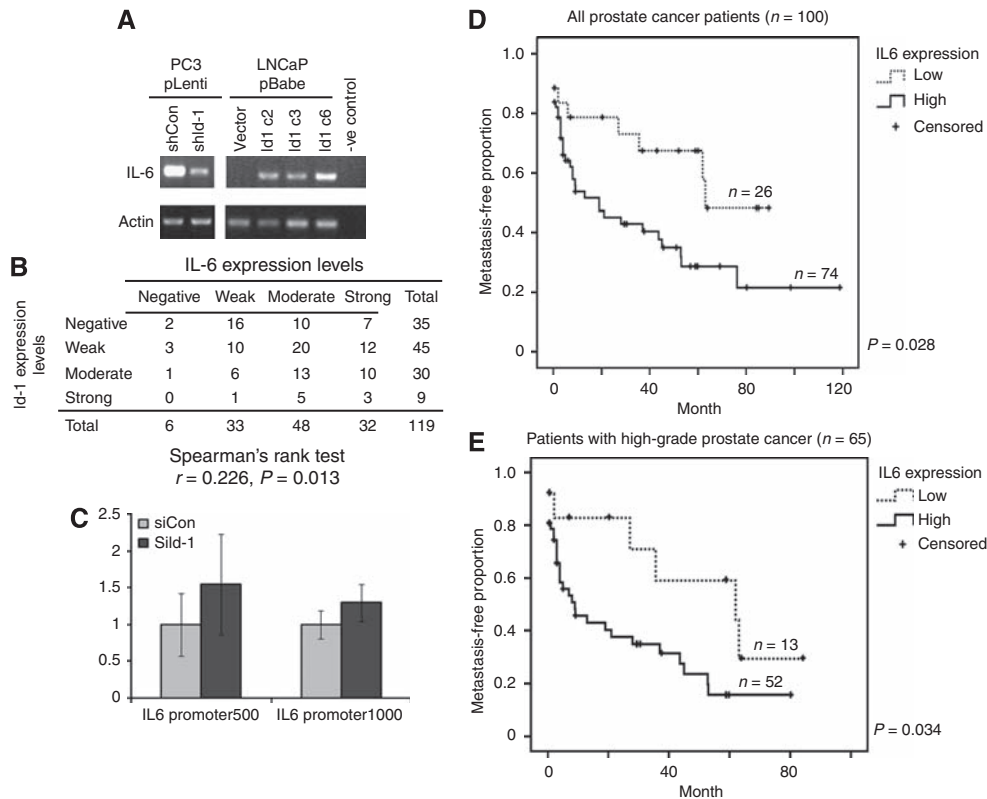 A
PC3
pLenti
LNCaP
pBabe
shCon
shId-1
Vector
Id1 c2
Id1 c3
Id1 c6
-ve control
IL-6
Actin
B
IL-6 expression levels
Negative Weak Moderate Strong Total
Id-1 expression
levels
Negative 2 16 10 7 35
Weak 3 10 20 12 45
Moderate 1 6 13 10 30
Strong 0 1 5 3 9
Total 6 33 48 32 119
Spearman's rank test
r = 0.226, P = 0.013
C
2.5
2
1.5
1
0.5
0
siCon
SiId-1
IL6 promoter500 IL6 promoter1000
D
All prostate cancer patients (n = 100)
Metastasis-free proportion
1.0
0.8
0.6
0.4
0.2
0
IL6 expression
Low
High
Censored
n = 26
n = 74
P = 0.028
0 40 80 120
Month
E
Patients with high-grade prostate cancer (n = 65)
Metastasis-free proportion
1.0
0.8
0.6
0.4
0.2
0
IL6 expression
Low
High
Censored
n = 13
n = 52
P = 0.034
0 40 80
Month